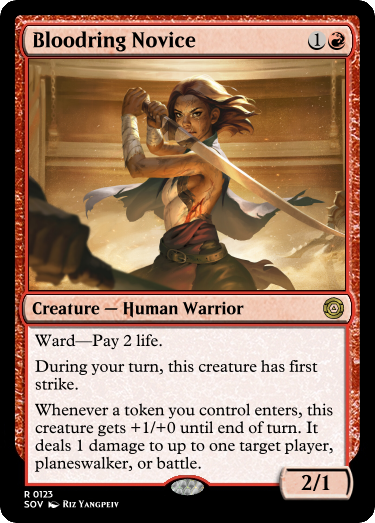 Bloodring Novice 1
Creature — Human Warrior
Ward—Pay 2 life.
During your turn, this creature has first
strike.
Whenever a token you control enters, this
creature gets +1/+0 until end of turn. It
deals 1 damage to up to one target player,
planeswalker, or battle.
2/1
R 0123
SOV Riz Yangpeiv